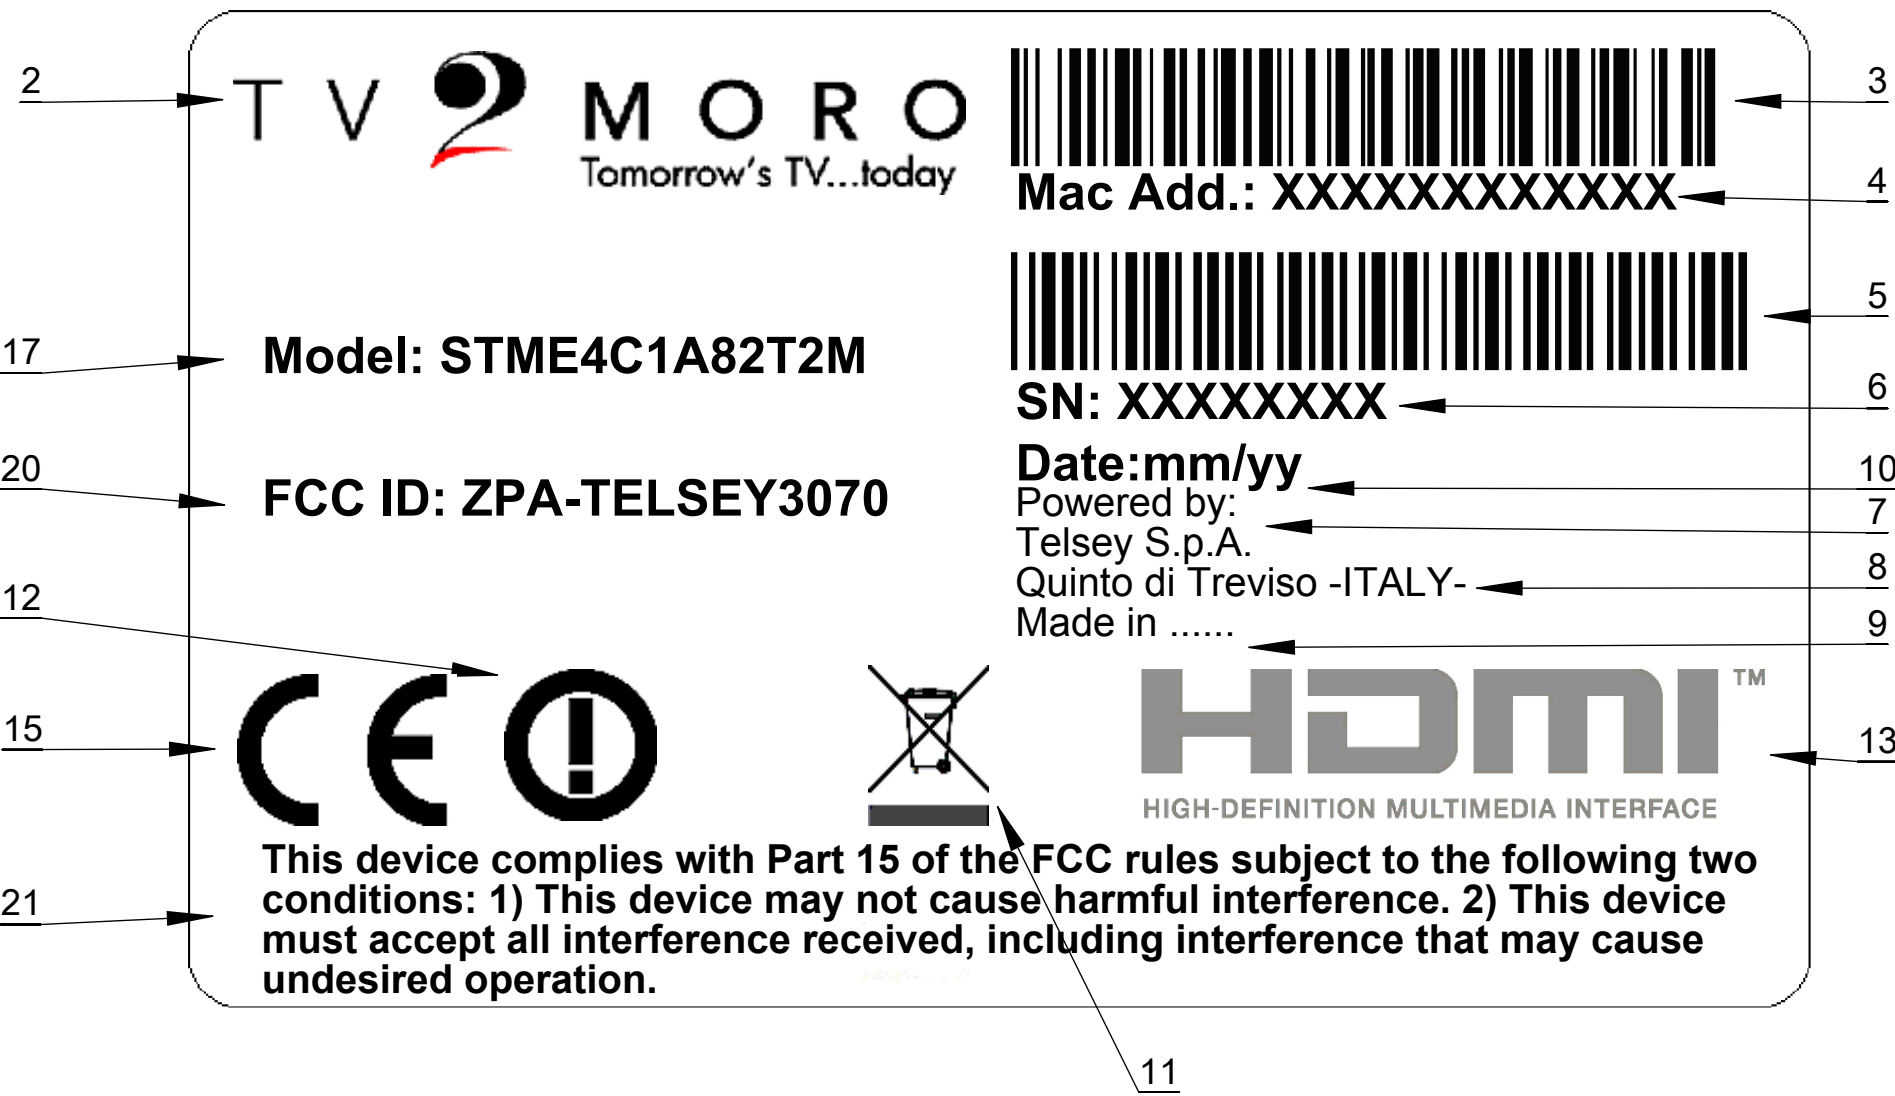 2
TV 2 MORO
Tomorrow's TV...today
3
Mac Add.: XXXXXXXXXXXX
4
5
17
Model: STME4C1A82T2M
SN: XXXXXXXX
6
20
FCC ID: ZPA-TELSEY3070
Date:mm/yy
10
Powered by:
7
Telsey S.p.A.
Quinto di Treviso -ITALY-
8
Made in ......
9
12
15
CE
HDMI™
HIGH-DEFINITION MULTIMEDIA INTERFACE
13
21
This device complies with Part 15 of the FCC rules subject to the following two
conditions: 1) This device may not cause harmful interference. 2) This device
must accept all interference received, including interference that may cause
undesired operation.
11